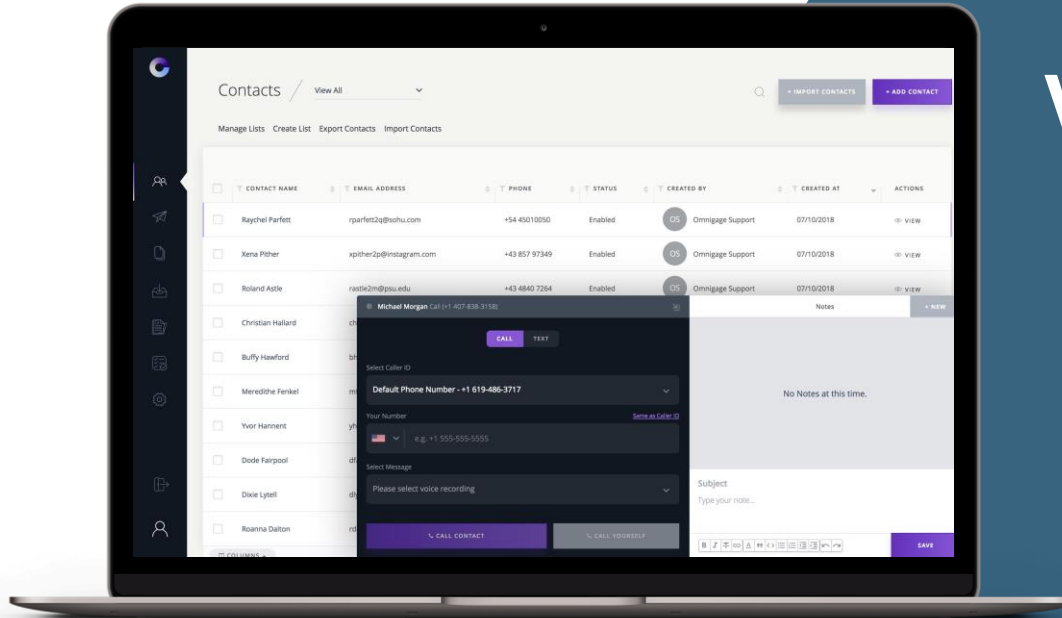 Contacts / View All
+ IMPORT CONTACTS
+ ADD CONTACT
Manage Lists Create List Export Contacts Import Contacts
CONTACT NAME EMAIL ADDRESS PHONE STATUS CREATED BY CREATED AT ACTIONS
Raychel Parfett rparfett2q@sohu.com +54 45010050 Enabled OS Omnigage Support 07/10/2018 VIEW
Xena Pither xpither2p@instagram.com +43 857 97349 Enabled OS Omnigage Support 07/10/2018 VIEW
Roland Astle rastle2m@psu.edu +43 4840 7264 Enabled OS Omnigage Support 07/10/2018 VIEW
Christian Hallard ch
Buffy Hawford bh
Meredithe Fenkel m
Yvor Hannent yh
Dode Fairpool df
Dixie Lytell dl
Roanna Dalton rd
COLUMNS
Michael Morgan Call (+1 407-838-3158)
CALL TEXT
Select Caller ID
Default Phone Number - +1 619-486-3717
Your Number Same as Caller ID
e.g. +1 555-555-5555
Select Message
Please select voice recording
CALL CONTACT CALL YOURSELF
Notes + NEW
No Notes at this time.
Subject
Type your note...
SAVE